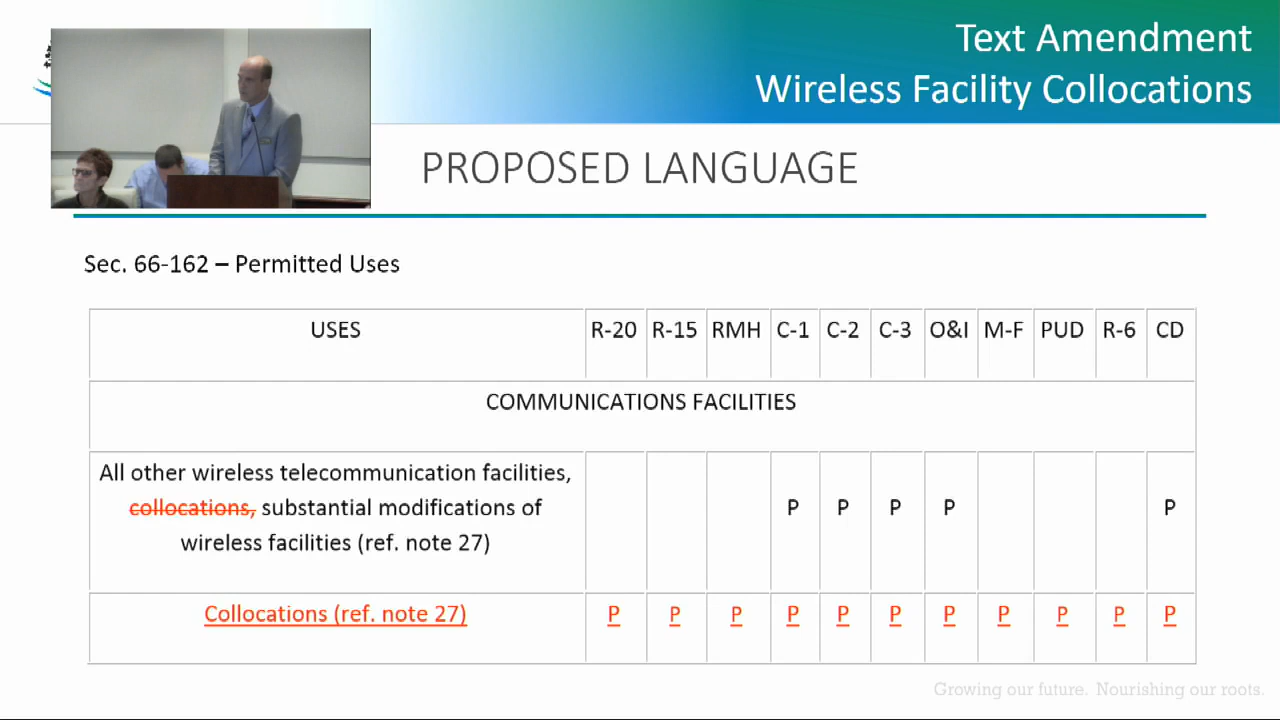 Text Amendment
Wireless Facility Collocations
PROPOSED LANGUAGE
Sec. 66-162 – Permitted Uses
USES R-20 R-15 RMH C-1 C-2 C-3 O&I M-F PUD R-6 CD
COMMUNICATIONS FACILITIES
All other wireless telecommunication facilities,
collocations, substantial modifications of
wireless facilities (ref. note 27) P P P P P
Collocations (ref. note 27) P P P P P P P P P P P
Growing our future. Nourishing our roots.